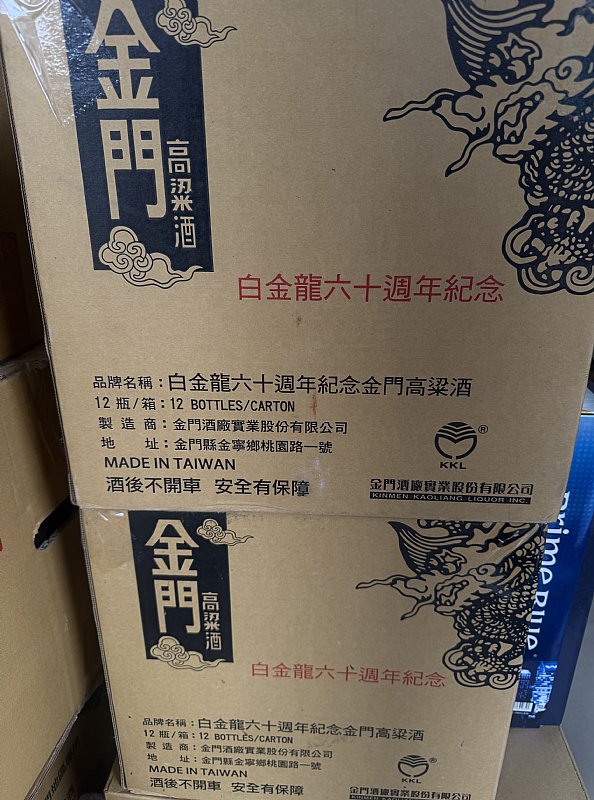 金門
高粱酒
白金龍六十週年紀念
品牌名稱：白金龍六十週年紀念金門高粱酒
12 瓶/箱：12 BOTTLES/CARTON
製造商：金門酒廠實業股份有限公司
地址：金門縣金寧鄉桃園路一號
MADE IN TAIWAN
酒後不開車 安全有保障
®
KKL
金門酒廠實業股份有限公司
KINMEN KAOLIANG LIQUOR INC.
金門
高粱酒
白金龍六十週年紀念
品牌名稱：白金龍六十週年紀念金門高粱酒
12 瓶/箱：12 BOTTLES/CARTON
製造商：金門酒廠實業股份有限公司
地址：金門縣金寧鄉桃園路一號
MADE IN TAIWAN
酒後不開車 安全有保障
®
KKL
金門酒廠實業股份有限公司
prime Blue